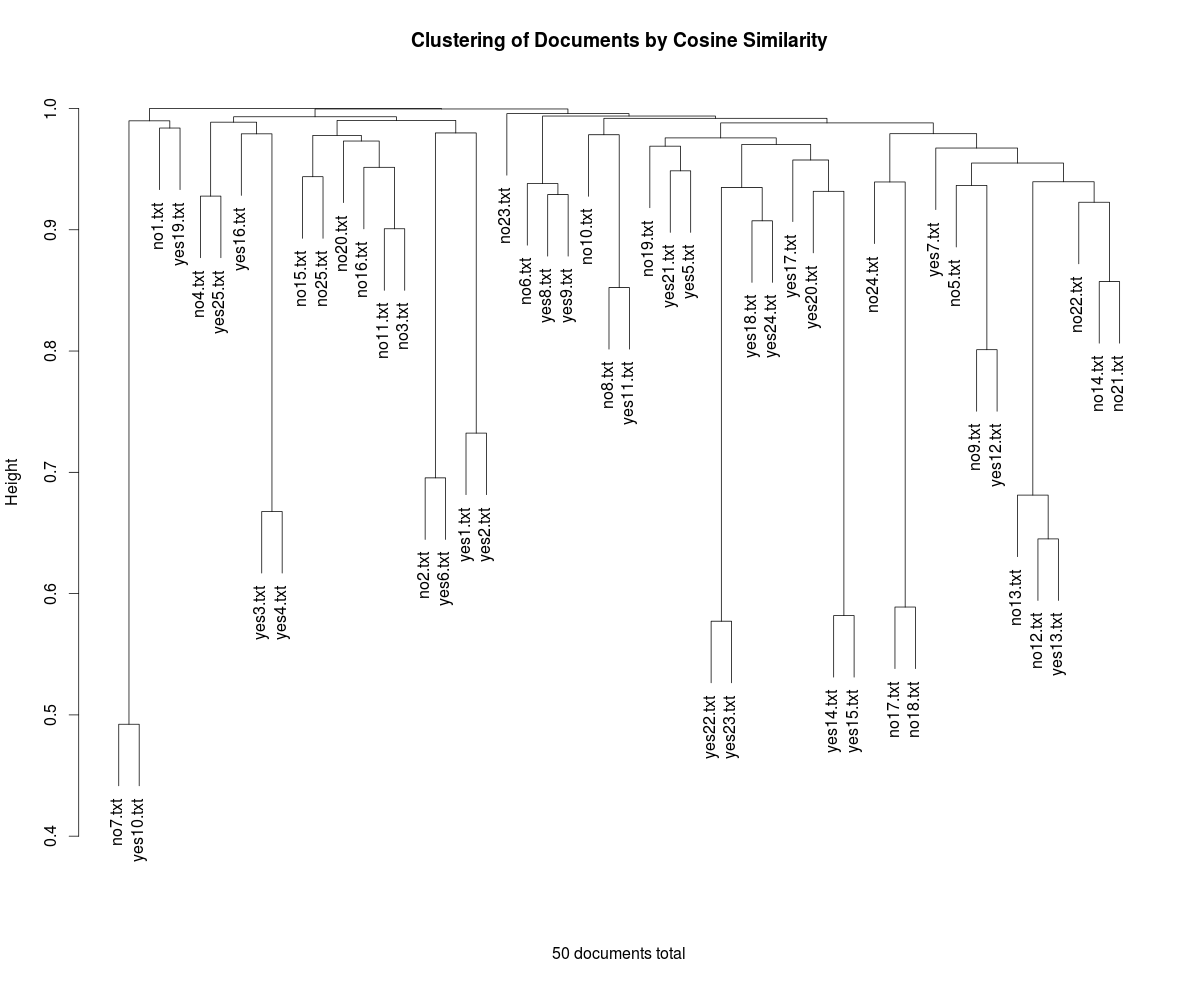 Clustering of Documents by Cosine Similarity
Height
1.0
0.9
0.8
0.7
0.6
0.5
0.4
no7.txt
yes10.txt
no1.txt
yes19.txt
no4.txt
yes25.txt
yes16.txt
yes3.txt
yes4.txt
no15.txt
no25.txt
no20.txt
no16.txt
no11.txt
no3.txt
no2.txt
yes6.txt
yes1.txt
yes2.txt
no23.txt
no6.txt
yes8.txt
yes9.txt
no10.txt
no8.txt
yes11.txt
no19.txt
yes21.txt
yes5.txt
yes22.txt
yes23.txt
yes18.txt
yes24.txt
yes17.txt
yes20.txt
yes14.txt
yes15.txt
no24.txt
no17.txt
no18.txt
yes7.txt
no5.txt
no9.txt
yes12.txt
no13.txt
no12.txt
yes13.txt
no22.txt
no14.txt
no21.txt
50 documents total